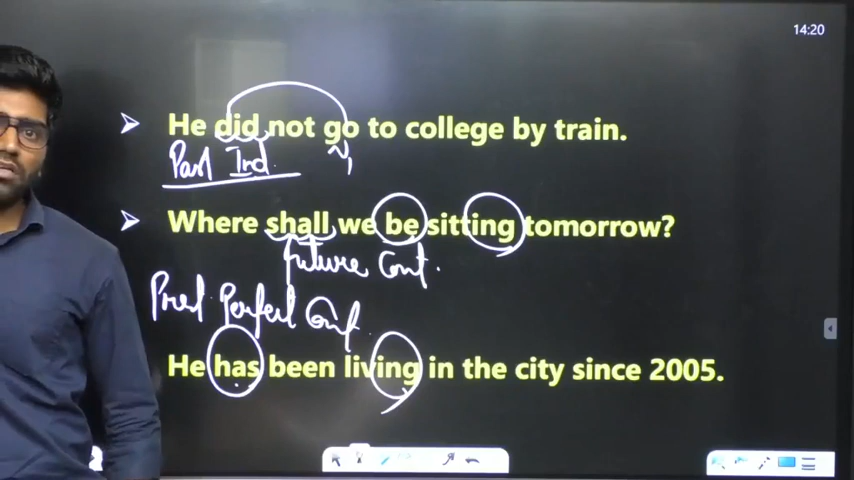 14:20
He did not go to college by train.
Past Ind. V1
Where shall we be sitting tomorrow?
future Cont.
Pres. Perfect Cont.
He has been living in the city since 2005.